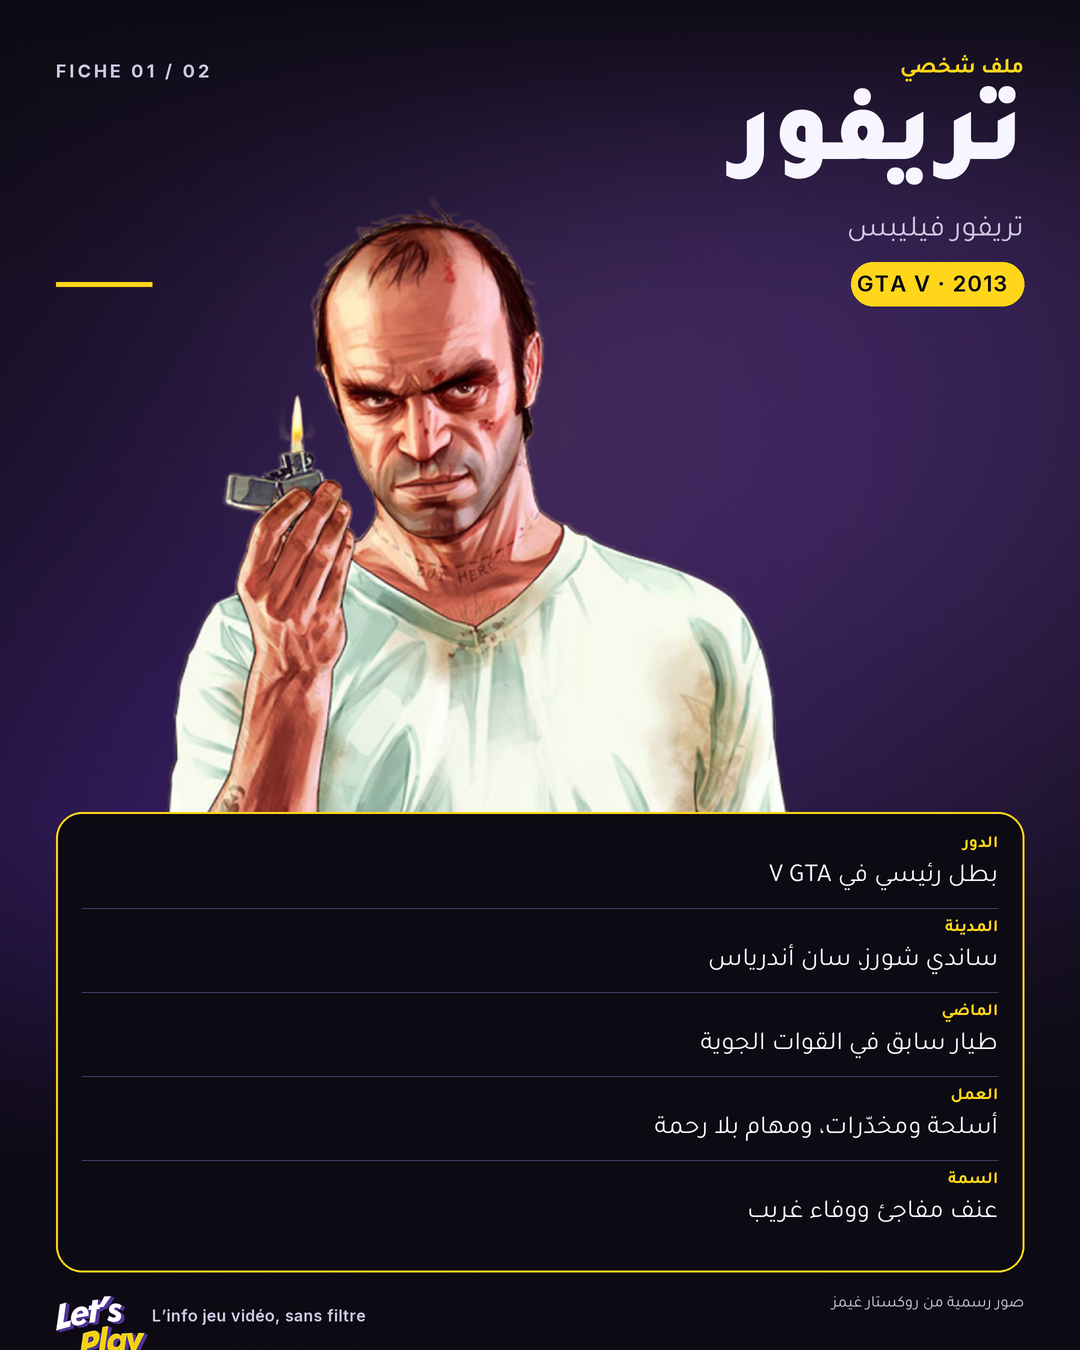 FICHE 01 / 02
ملف شخصي
تريفور
تريفور فيليبس
GTA V · 2013
CUT HERE
الدور
بطل رئيسي في V GTA
المدينة
ساندي شورز، سان أندرياس
الماضي
طيار سابق في القوات الجوية
العمل
أسلحة ومخدّرات، ومهام بلا رحمة
السمة
عنف مفاجئ ووفاء غريب
صور رسمية من روكستار غيمز
Let's
Play
L'info jeu vidéo, sans filtre